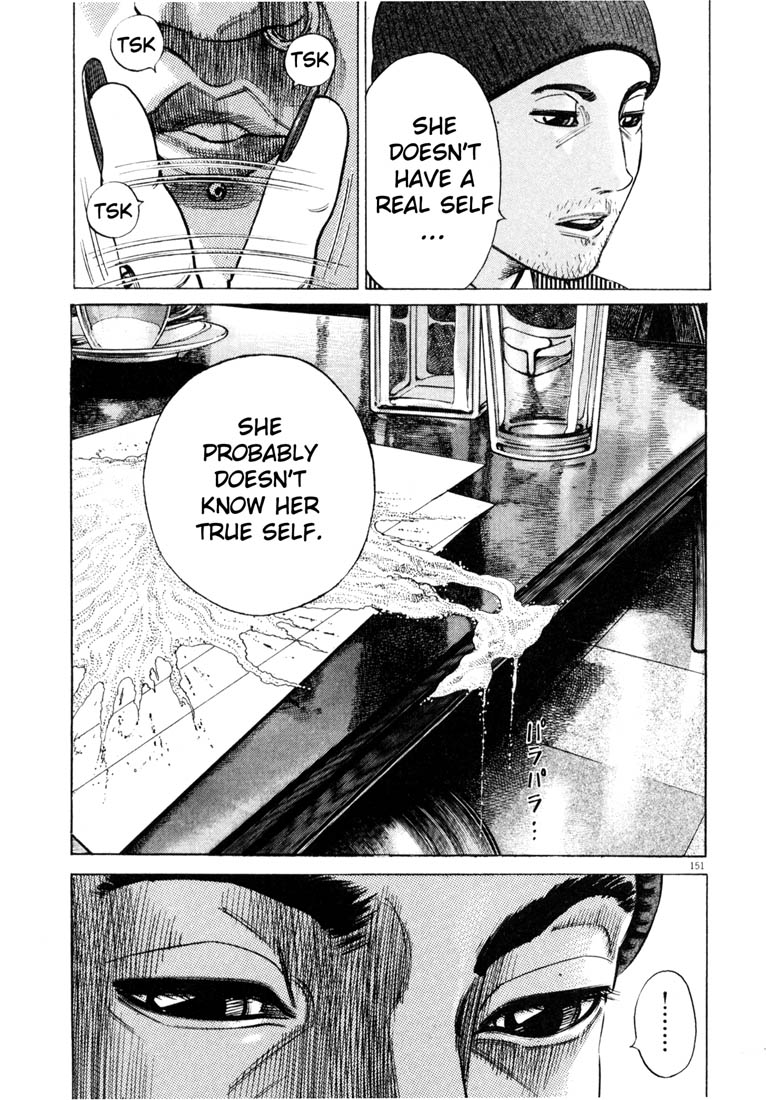 SHE
DOESN'T
HAVE A
REAL SELF
...
TSK
TSK
TSK
SHE
PROBABLY
DOESN'T
KNOW HER
TRUE SELF.
パラパラ...
151
!.......